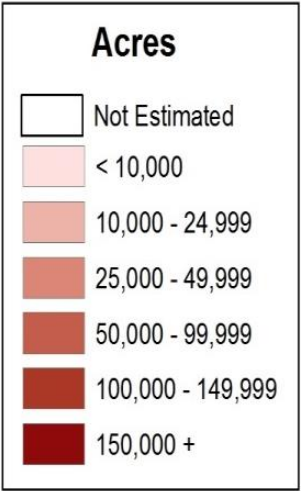 Acres
Not Estimated
< 10,000
10,000 - 24,999
25,000 - 49,999
50,000 - 99,999
100,000 - 149,999
150,000 +